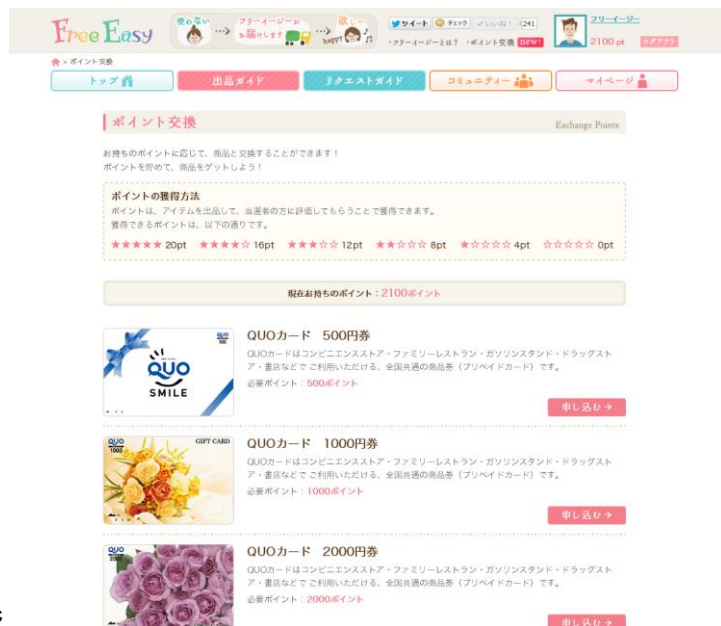 Free Easy
使わない
フリーイージーが
お届けします
欲しい
happy
ツイート
チェック
いいね！
241
フリーイージー
2100 pt
ログアウト
・フリーイージーとは？
・ポイント交換
new!
> ポイント交換
トップ
出品ガイド
リクエストガイド
コミュニティー
マイページ
ポイント交換
Exchange Points
お持ちのポイントに応じて、商品と交換することができます！
ポイントを貯めて、商品をゲットしよう！
ポイントの獲得方法
ポイントは、アイテムを出品して、当選者の方に評価してもらうことで獲得できます。
獲得できるポイントは、以下の通りです。
★★★★★ 20pt ★★★★☆ 16pt ★★★☆☆ 12pt ★★☆☆☆ 8pt ★☆☆☆☆ 4pt ☆☆☆☆☆ 0pt
現在お持ちのポイント：2100ポイント
QUO
500
QUO
SMILE
QUOカード 500円券
QUOカードはコンビニエンスストア・ファミリーレストラン・ガソリンスタンド・ドラッグスト
ア・書店などで ご利用いただける、全国共通の商品券（プリペイドカード）です。
必要ポイント：500ポイント
申し込む
QUO
1000
GIFT CARD
QUOカード 1000円券
QUOカードはコンビニエンスストア・ファミリーレストラン・ガソリンスタンド・ドラッグスト
ア・書店などで ご利用いただける、全国共通の商品券（プリペイドカード）です。
必要ポイント：1000ポイント
申し込む
QUO
2000
QUOカード 2000円券
QUOカードはコンビニエンスストア・ファミリーレストラン・ガソリンスタンド・ドラッグスト
ア・書店などで ご利用いただける、全国共通の商品券（プリペイドカード）です。
必要ポイント：2000ポイント
申し込む